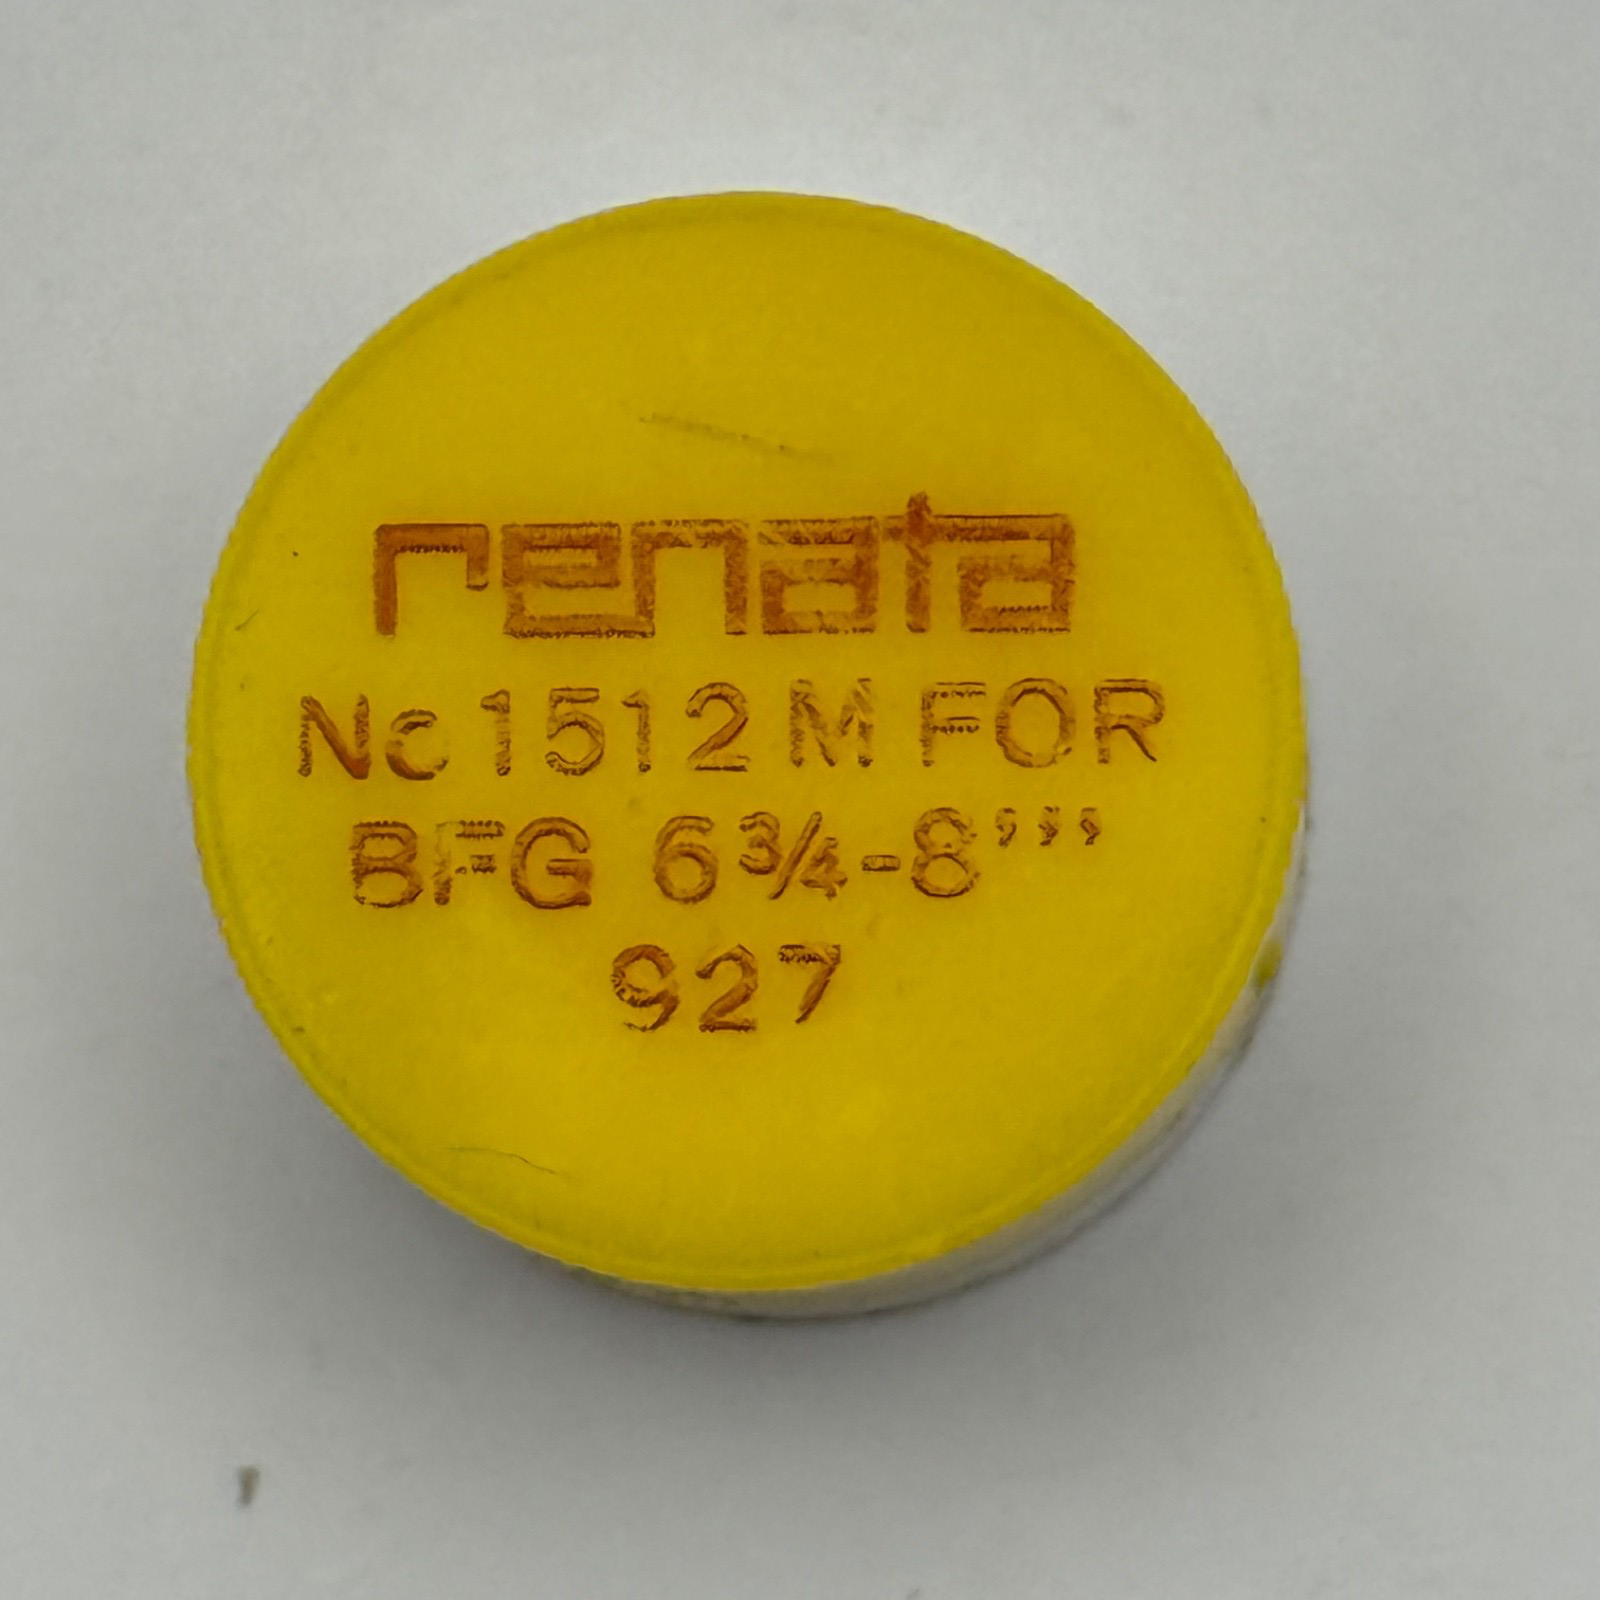 renata
No 1512 M FOR
BFG 6¾-8'''
927